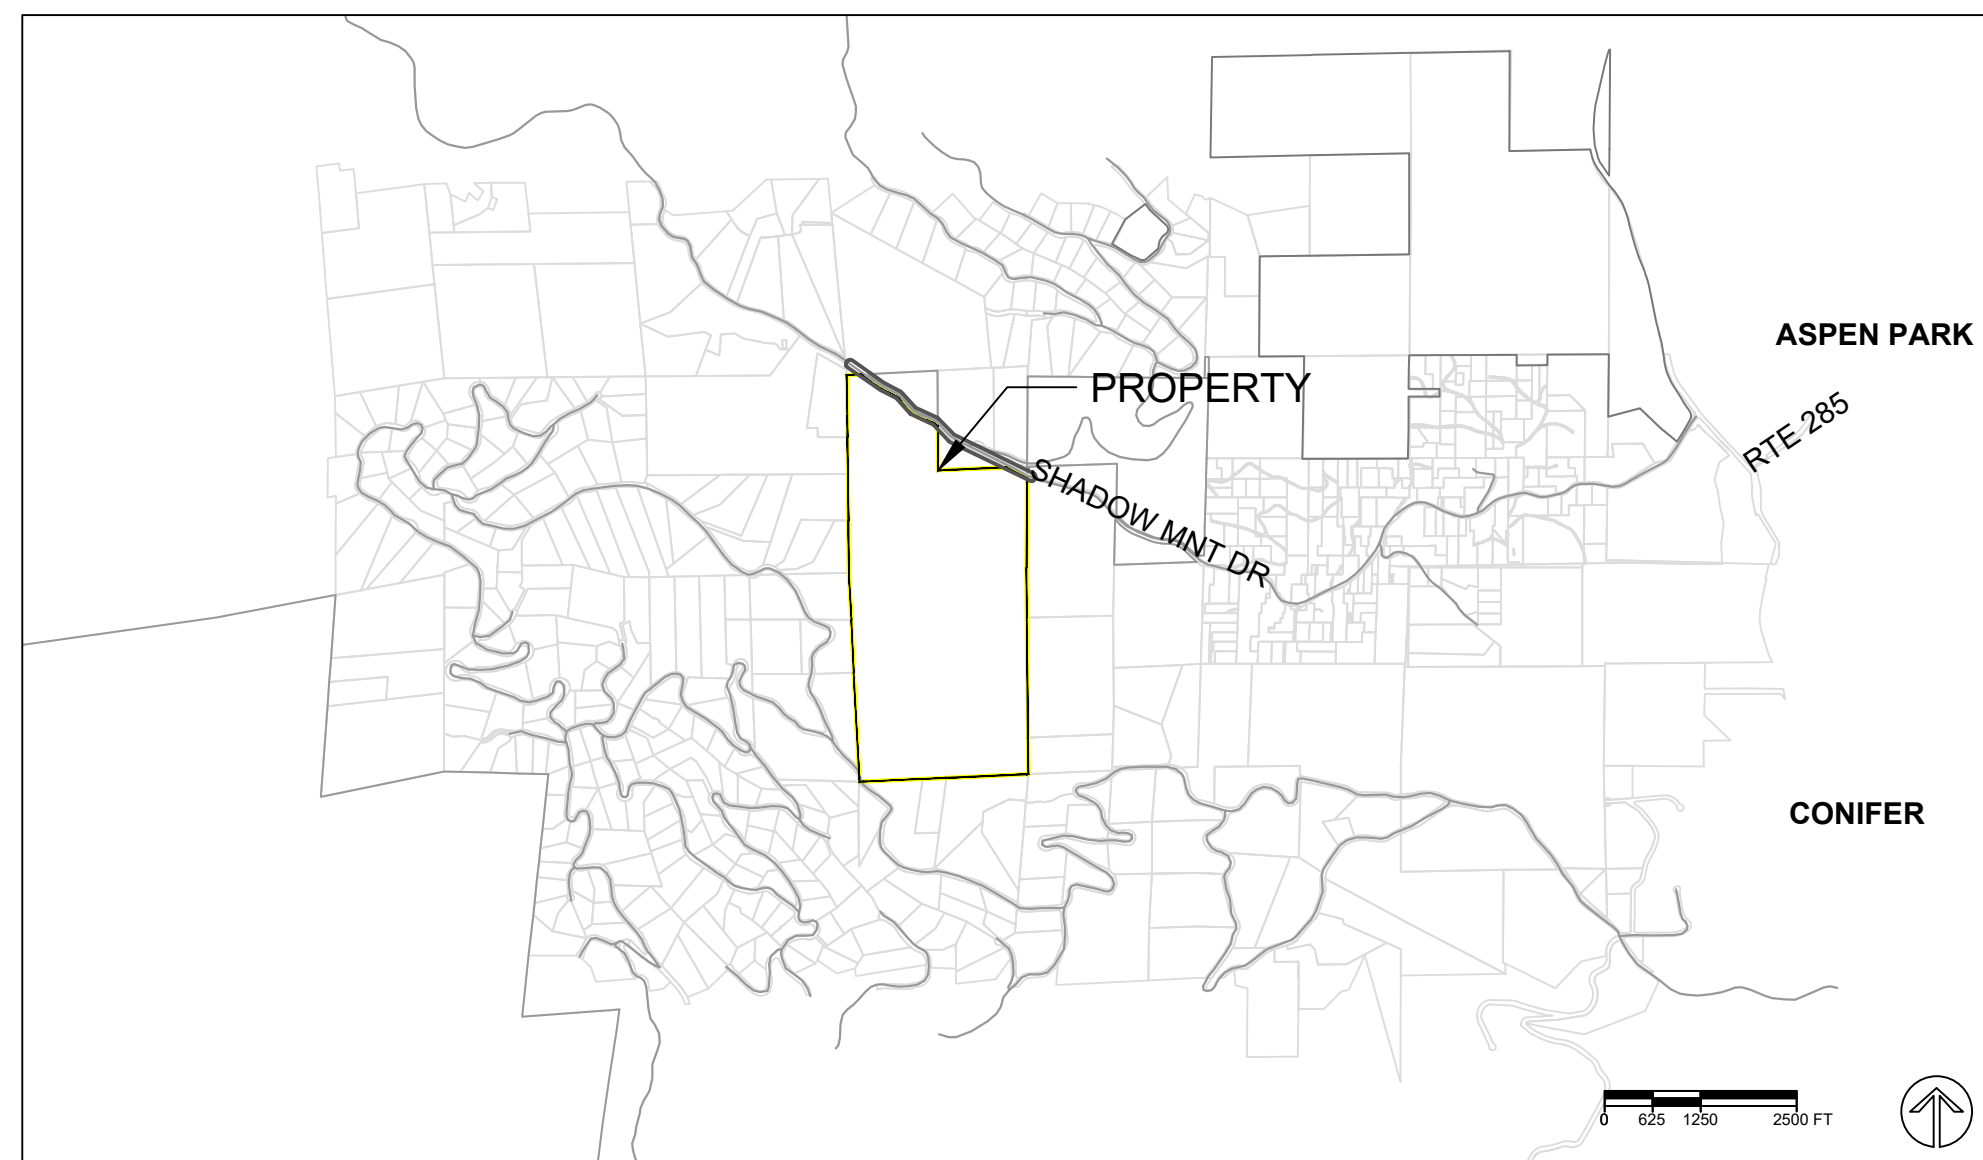 ASPEN PARK
PROPERTY
RTE 285
SHADOW MNT DR
CONIFER
0 625 1250 2500 FT